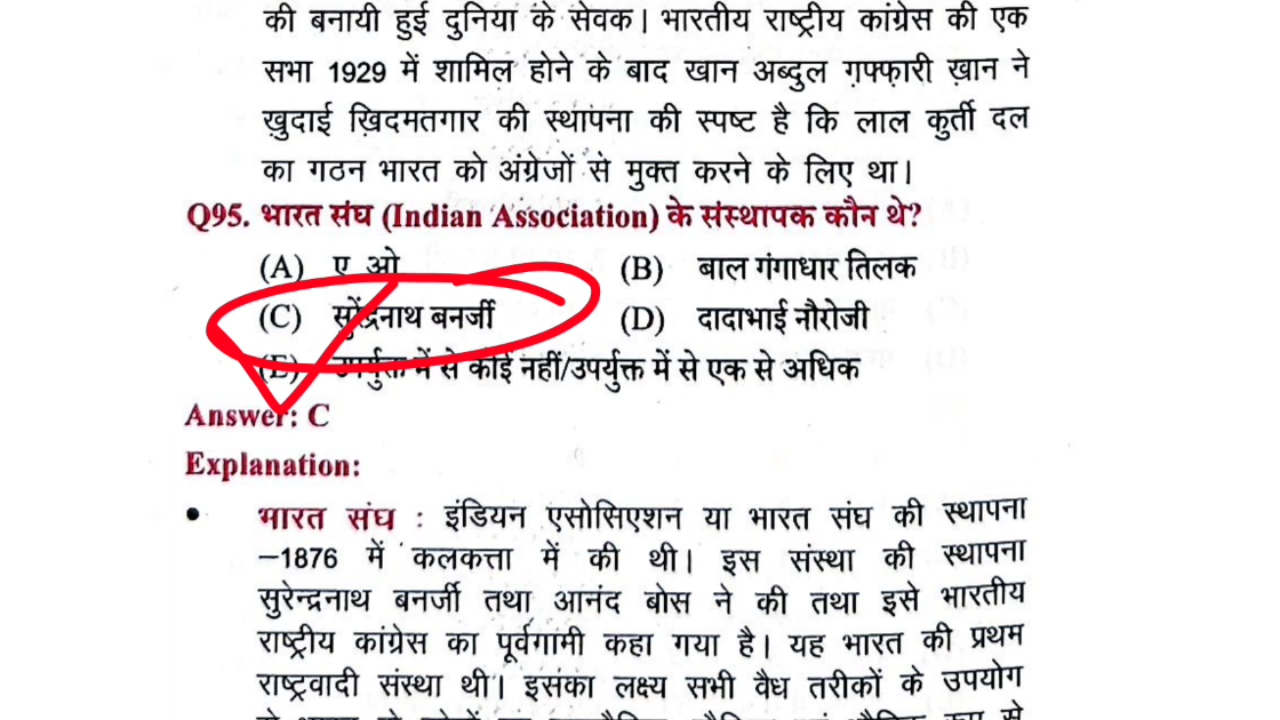 की बनायी हुई दुनिया के सेवक। भारतीय राष्ट्रीय कांग्रेस की एक
सभा 1929 में शामिल होने के बाद खान अब्दुल ग़फ्फ़ारी ख़ान ने
ख़ुदाई ख़िदमतगार की स्थापना की स्पष्ट है कि लाल कुर्ती दल
का गठन भारत को अंग्रेजों से मुक्त करने के लिए था।
Q95. भारत संघ (Indian Association) के संस्थापक कौन थे?
(A) ए ओ (B) बाल गंगाधार तिलक
(C) सुरेंद्रनाथ बनर्जी (D) दादाभाई नौरोजी
(E) उपर्युक्त में से कोई नहीं/उपर्युक्त में से एक से अधिक
Answer: C
Explanation:
• भारत संघ : इंडियन एसोसिएशन या भारत संघ की स्थापना
–1876 में कलकत्ता में की थी। इस संस्था की स्थापना
सुरेन्द्रनाथ बनर्जी तथा आनंद बोस ने की तथा इसे भारतीय
राष्ट्रीय कांग्रेस का पूर्वगामी कहा गया है। यह भारत की प्रथम
राष्ट्रवादी संस्था थी। इसका लक्ष्य सभी वैध तरीकों के उपयोग